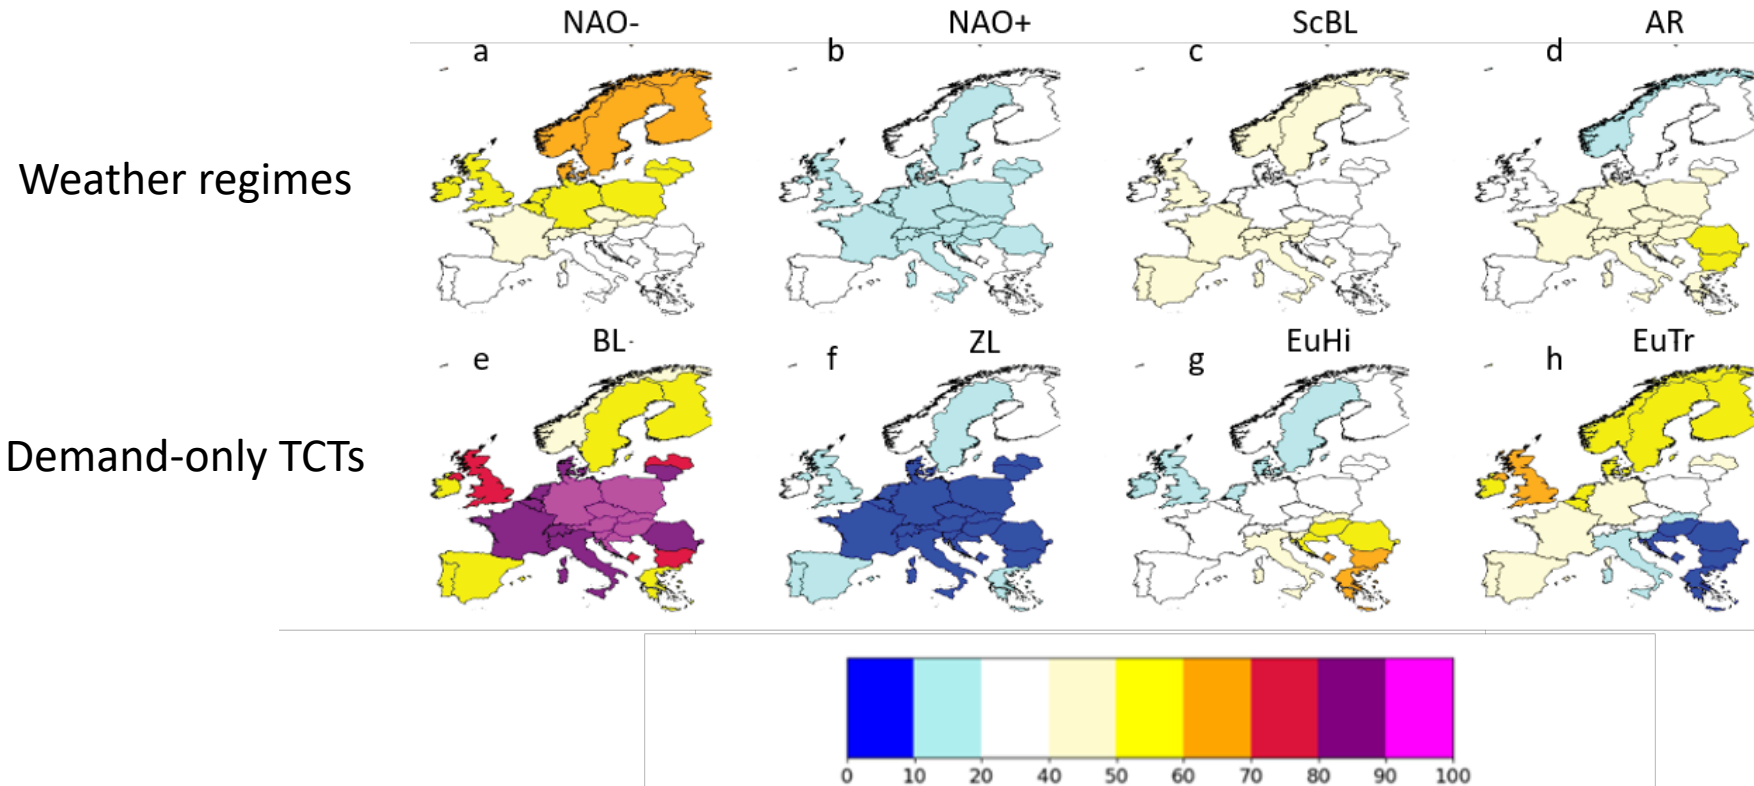 NAO-
NAO+
ScBL
AR
a
b
c
d
Weather regimes
BL-
ZL
EuHi
EuTr
e
f
g
h
Demand-only TCTs
0 10 20 40 50 60 70 80 90 100